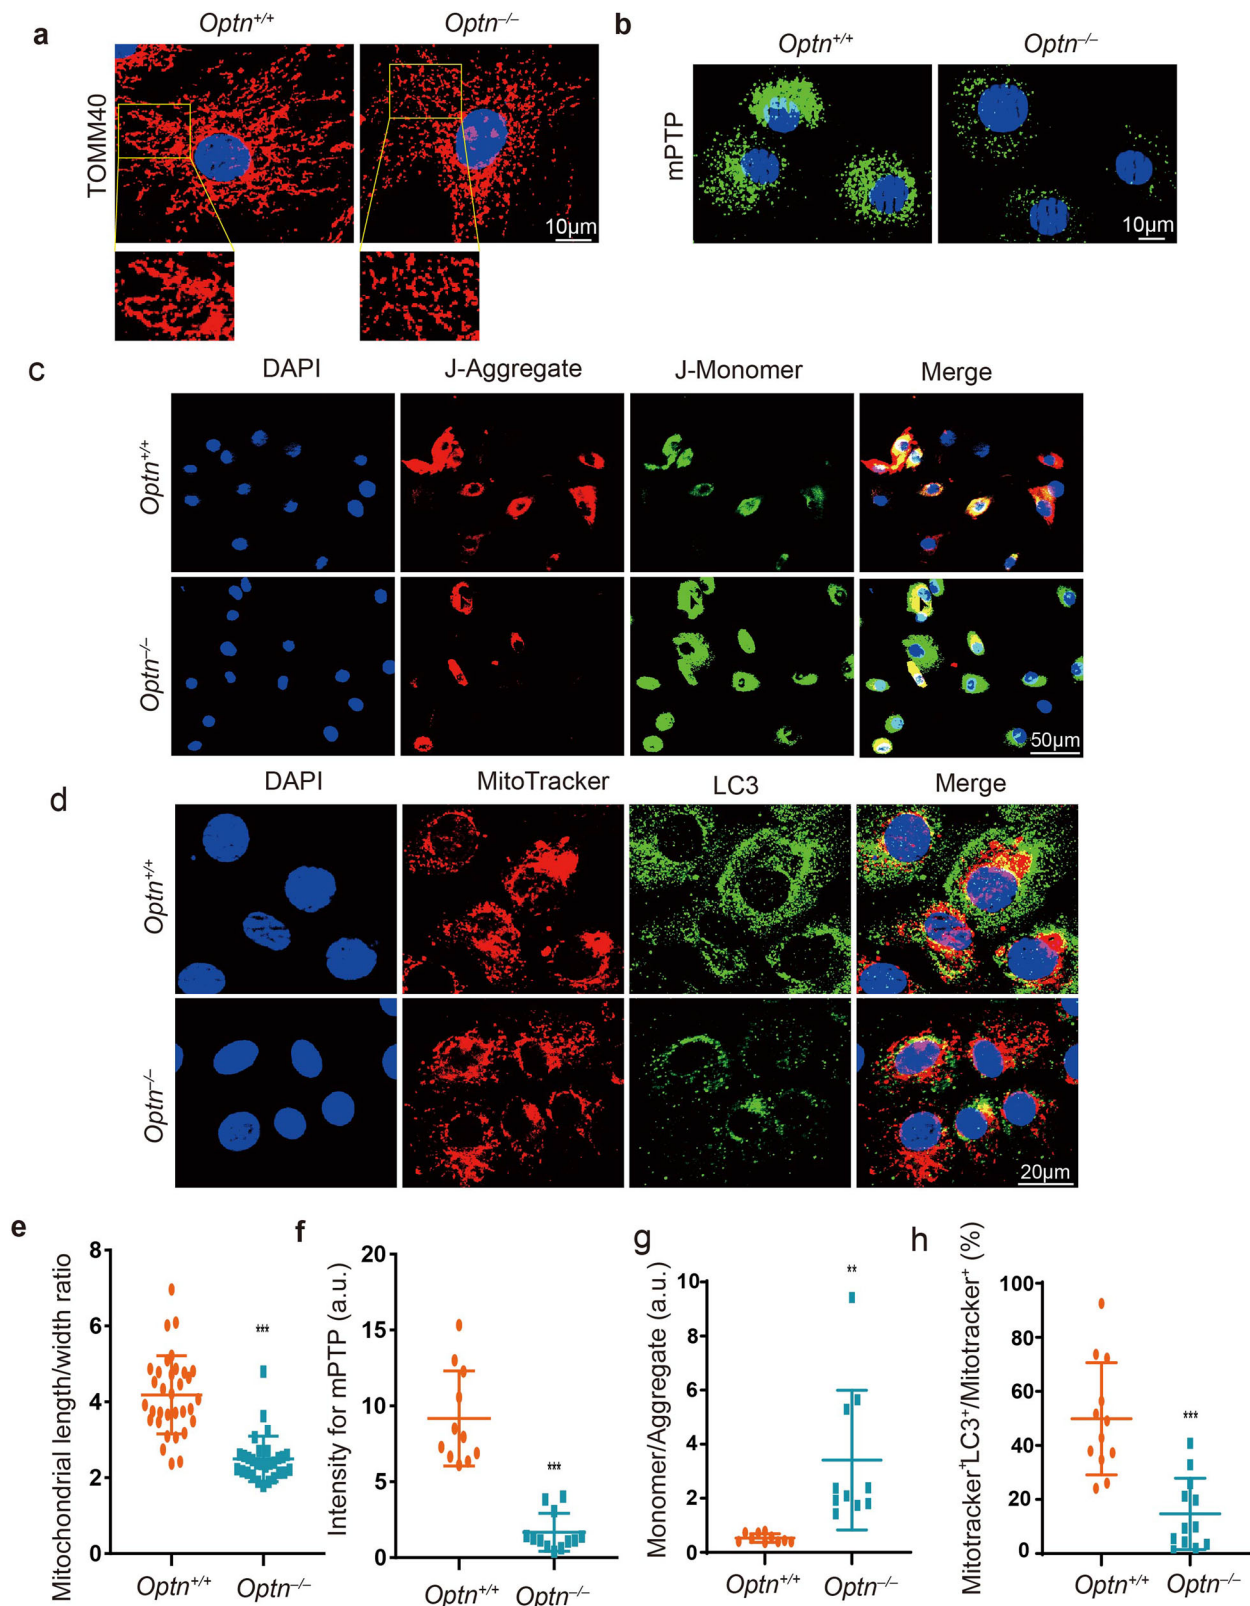 a
Optn+/+
Optn–/–
TOMM40
10µm
b
Optn+/+
Optn–/–
mPTP
10µm
c
DAPI
J-Aggregate
J-Monomer
Merge
Optn+/+
Optn–/–
50µm
d
DAPI
MitoTracker
LC3
Merge
Optn+/+
Optn–/–
20µm
e
Mitochondrial length/width ratio
8
6
4
2
0
***
Optn+/+
Optn–/–
f
Intensity for mPTP (a.u.)
20
15
10
5
0
***
Optn+/+
Optn–/–
g
Monomer/Aggregate (a.u.)
10
8
6
4
2
0
**
Optn+/+
Optn–/–
h
Mitotracker+LC3+/Mitotracker+ (%)
100
80
60
40
20
0
***
Optn+/+
Optn–/–